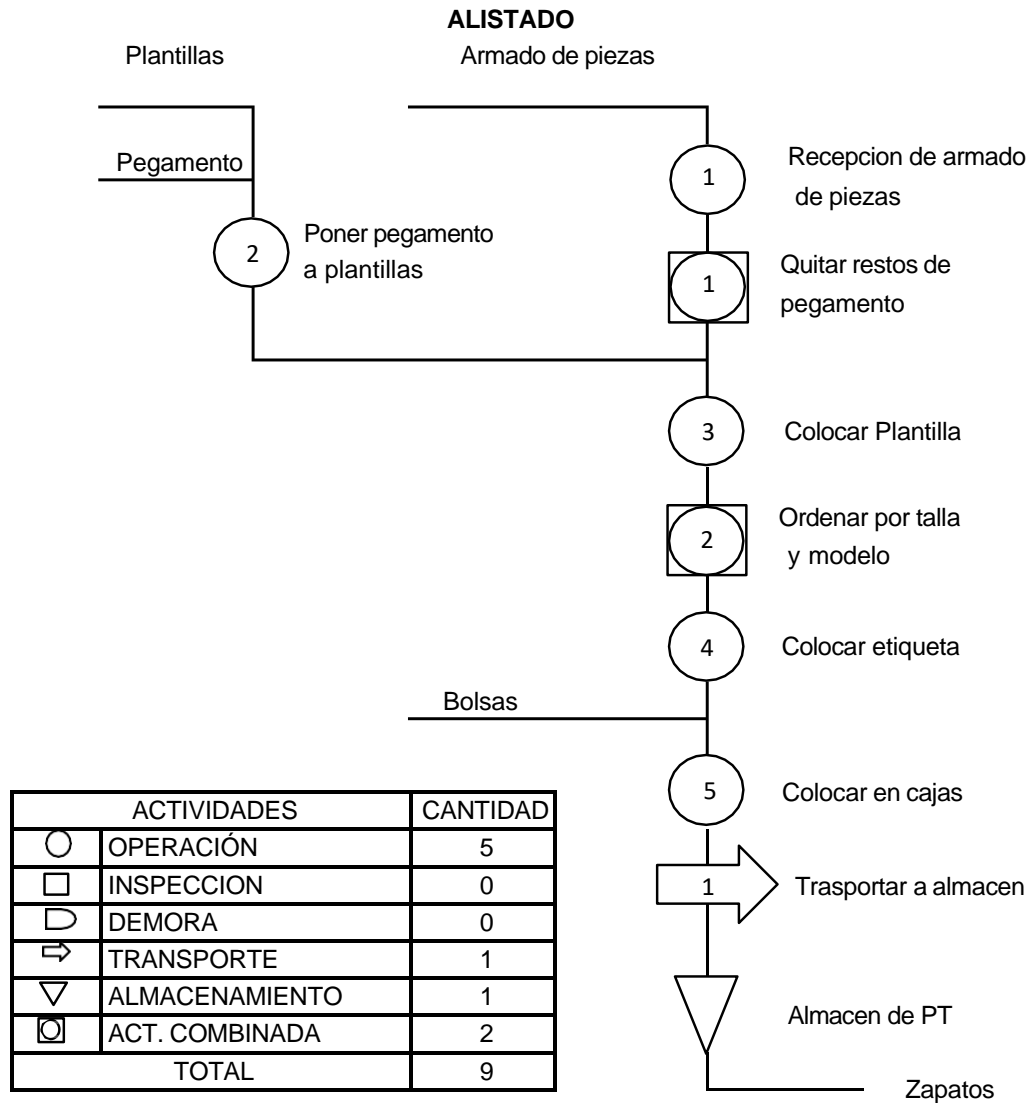 ALISTADO
Plantillas
Armado de piezas
Pegamento
1
Recepcion de armado
de piezas
2
Poner pegamento
a plantillas
1
Quitar restos de
pegamento
3
Colocar Plantilla
2
Ordenar por talla
y modelo
4
Colocar etiqueta
Bolsas
5
Colocar en cajas
1
Trasportar a almacen
Almacen de PT
Zapatos
ACTIVIDADES CANTIDAD
OPERACIÓN 5
INSPECCION 0
DEMORA 0
TRANSPORTE 1
ALMACENAMIENTO 1
ACT. COMBINADA 2
TOTAL 9